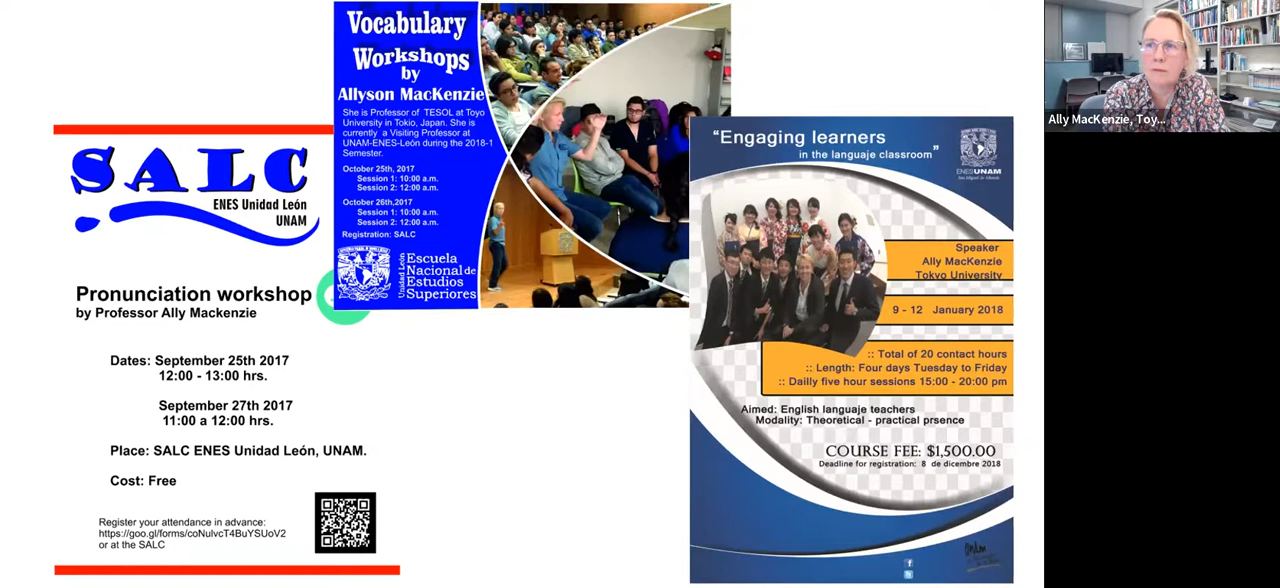 SALC
ENES Unidad León
UNAM
Pronunciation workshop
by Professor Ally Mackenzie
Dates: September 25th 2017
12:00 - 13:00 hrs.
September 27th 2017
11:00 a 12:00 hrs.
Place: SALC ENES Unidad León, UNAM.
Cost: Free
Register your attendance in advance:
https://goo.gl/forms/coNulvcT4BuYSUoV2
or at the SALC
Vocabulary
Workshops
by
Allyson MacKenzie
She is Professor of TESOL at Toyo
University in Tokio, Japan. She is
currently a Visiting Professor at
UNAM-ENES-León during the 2018-1
Semester.
October 25th, 2017
Session 1: 10:00 a.m.
Session 2: 12:00 a.m.
October 26th, 2017
Session 1: 10:00 a.m.
Session 2: 12:00 a.m.
Registration: SALC
Unidad León
Escuela
Nacional de
Estudios
Superiores
“Engaging learners
in the languaje classroom”
ENES UNAM
Speaker
Ally MacKenzie
Tokyo University
9 - 12 January 2018
:: Total of 20 contact hours
:: Length: Four days Tuesday to Friday
:: Dailly five hour sessions 15:00 - 20:00 pm
Aimed: English languaje teachers
Modality: Theoretical - practical prsence
COURSE FEE: $1,500.00
Deadline for registration: 8 de dicembre 2018
Ally MacKenzie, Toy...